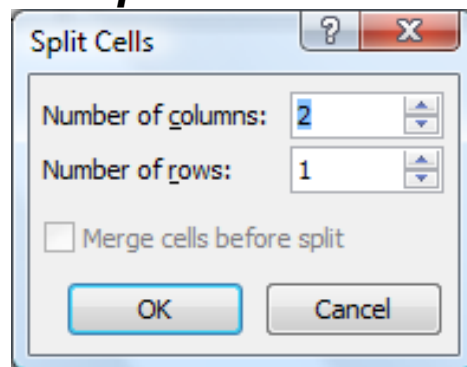 Split Cells
Number of columns: 2
Number of rows: 1
Merge cells before split
OK Cancel